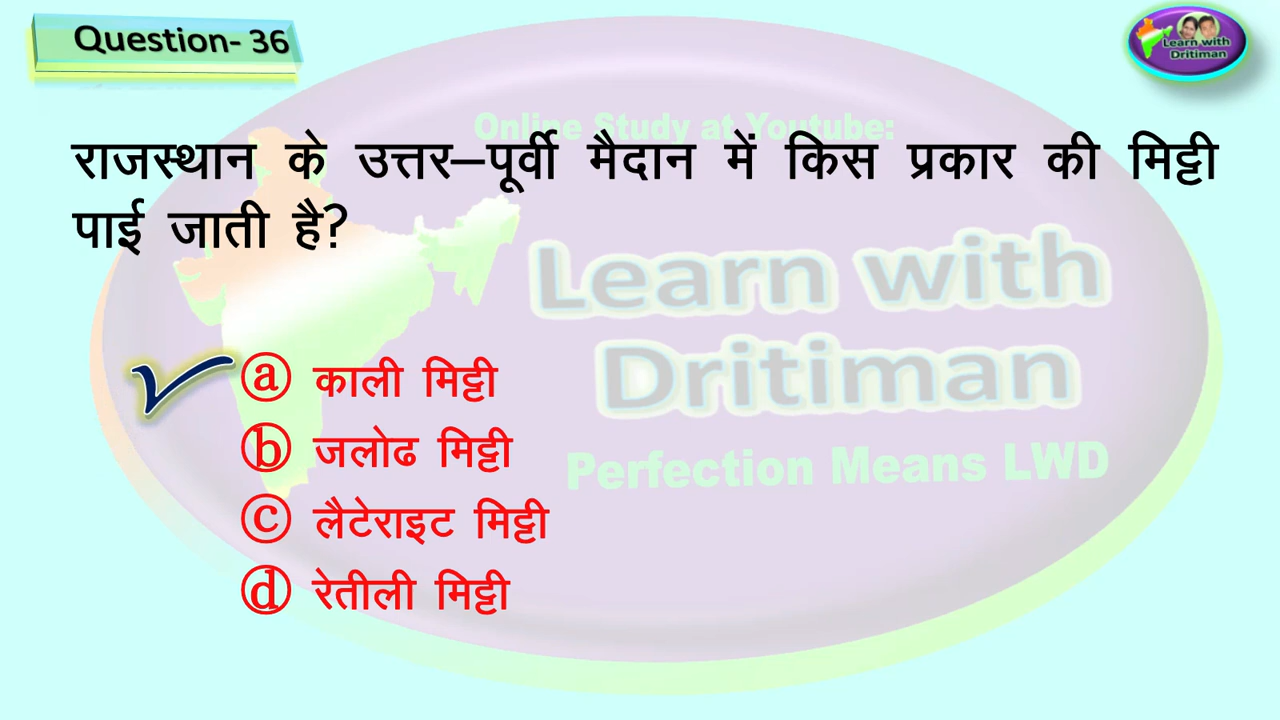 Question- 36
Learn with
Dritiman
Online Study at Youtube:
राजस्थान के उत्तर–पूर्वी मैदान में किस प्रकार की मिट्टी
पाई जाती है?
Learn with
Dritiman
Perfection Means LWD
ⓐ काली मिट्टी
ⓑ जलोढ मिट्टी
ⓒ लैटेराइट मिट्टी
ⓓ रेतीली मिट्टी